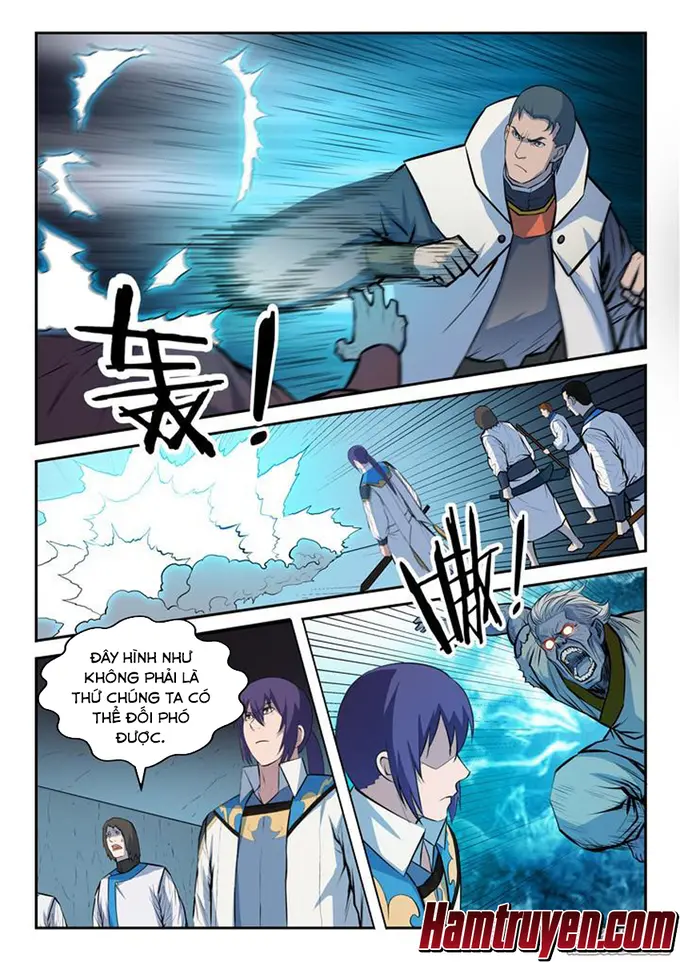 轰!
嗷!
ĐÂY HÌNH NHƯ
KHÔNG PHẢI LÀ
THỨ CHÚNG TA CÓ
THỂ ĐỐI PHÓ
ĐƯỢC.
Hamtruyen.com